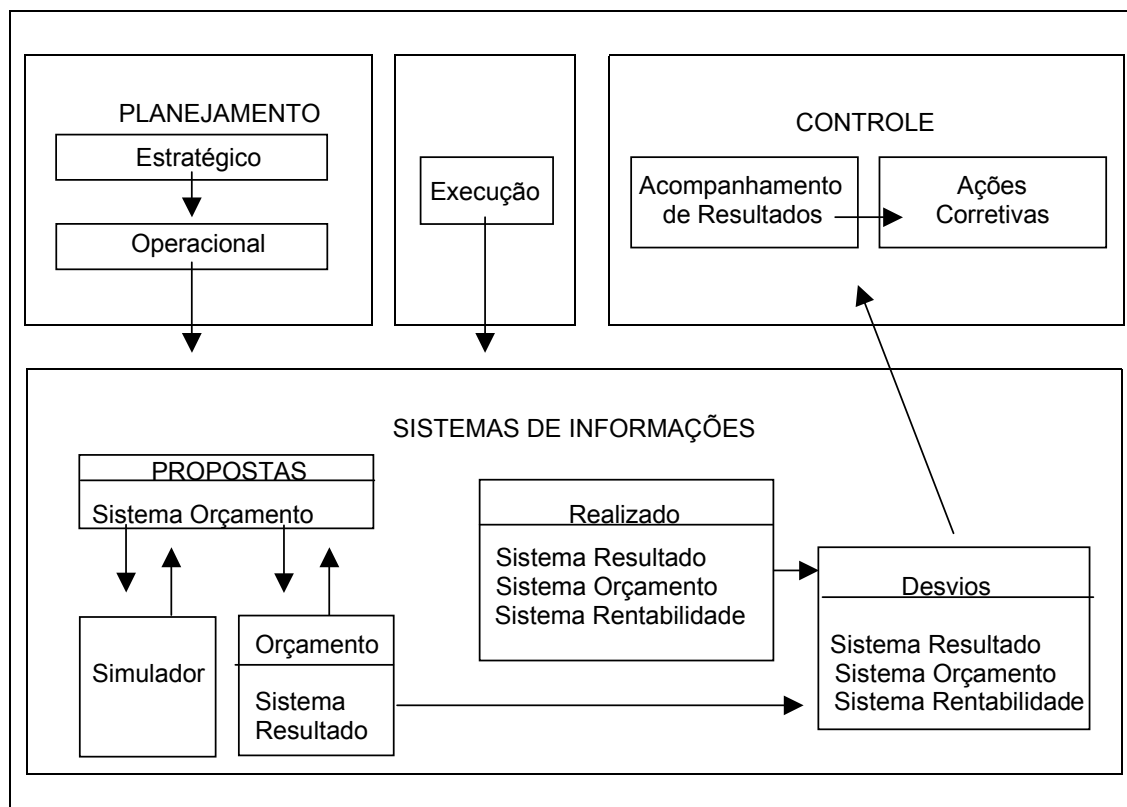 PLANEJAMENTO
Estratégico
Operacional
Execução
CONTROLE
Acompanhamento
de Resultados
Ações
Corretivas
SISTEMAS DE INFORMAÇÕES
PROPOSTAS
Sistema Orçamento
Simulador
Orçamento
Sistema
Resultado
Realizado
Sistema Resultado
Sistema Orçamento
Sistema Rentabilidade
Desvios
Sistema Resultado
Sistema Orçamento
Sistema Rentabilidade